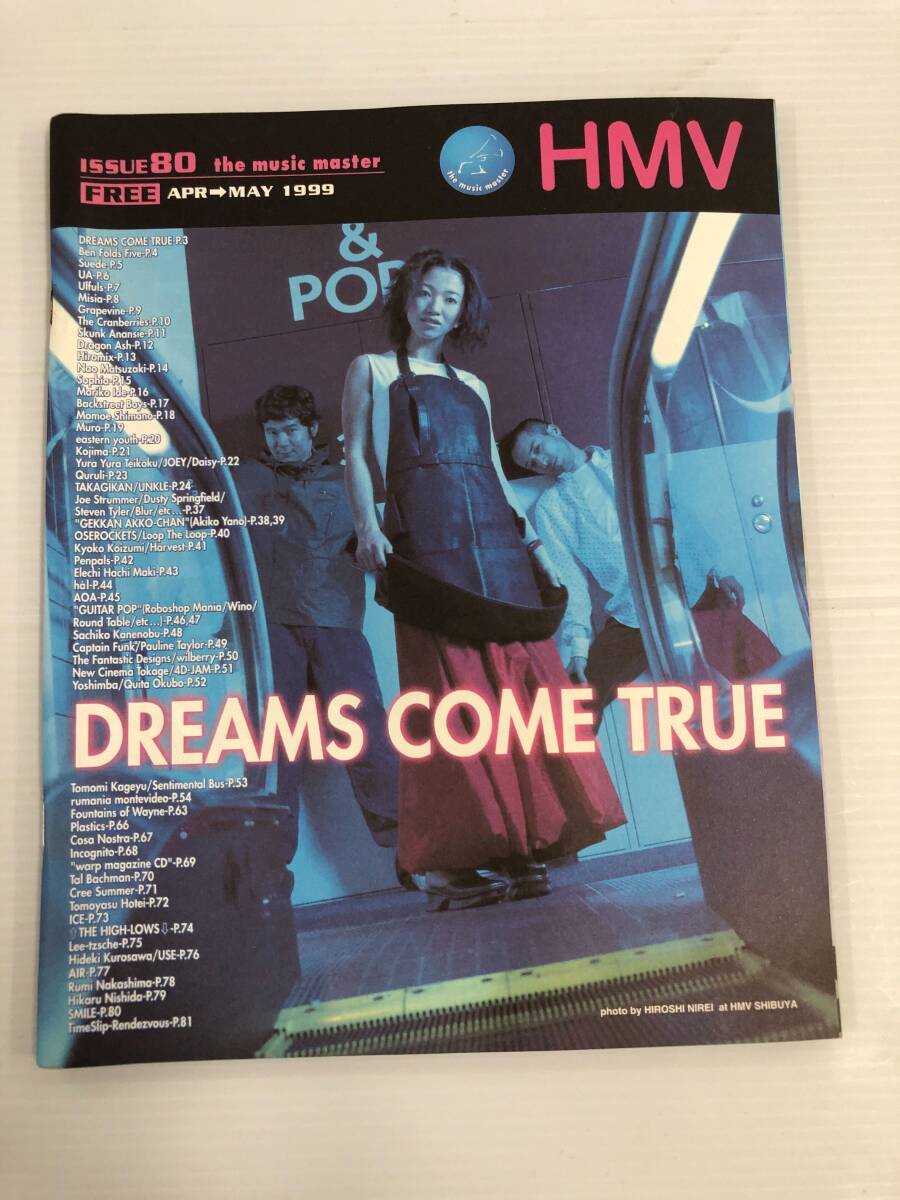 ISSUE80 the music master
FREE APR➡MAY 1999
the music master
HMV
& POP
DREAMS COME TRUE-P.3
Ben Folds Five-P.4
Suede-P.5
UA-P.6
Ulfuls-P.7
Misia-P.8
Grapevine-P.9
The Cranberries-P.10
Skunk Anansie-P.11
Dragon Ash-P.12
Hiromix-P.13
Nao Matsuzaki-P.14
Sophia-P.15
Mariko Ide-P.16
Backstreet Boys-P.17
Momoe Shimano-P.18
Muro-P.19
eastern youth-P.20
Kojima-P.21
Yura Yura Teikoku/JOEY/Daisy-P.22
Quruli-P.23
TAKAGIKAN/UNKLE-P.24
Joe Strummer/Dusty Springfield/
Steven Tyler/Blur/etc...-P.37
"GEKKAN AKKO-CHAN"(Akiko Yano)-P.38,39
OSEROCKETS/Loop The Loop-P.40
Kyoko Koizumi/Harvest-P.41
Penpals-P.42
Elechi Hachi Maki-P.43
hàl-P.44
AOA-P.45
"GUITAR POP"(Roboshop Mania/Wino/
Round Table/etc...)-P.46,47
Sachiko Kanenobu-P.48
Captain Funk/Pauline Taylor-P.49
The Fantastic Designs/wilberry-P.50
New Cinema Tokage/4D-JAM-P.51
Yoshimba/Quita Okubo-P.52
DREAMS COME TRUE
Tomomi Kageyu/Sentimental Bus-P.53
rumania montevideo-P.54
Fountains of Wayne-P.63
Plastics-P.66
Cosa Nostra-P.67
Incognito-P.68
"warp magazine CD"-P.69
Tal Bachman-P.70
Cree Summer-P.71
Tomoyasu Hotei-P.72
ICE-P.73
⇧THE HIGH-LOWS⇩-P.74
Lee-tzsche-P.75
Hideki Kurosawa/USE-P.76
AIR-P.77
Rumi Nakashima-P.78
Hikaru Nishida-P.79
SMILE-P.80
TimeSlip-Rendezvous-P.81
photo by HIROSHI NIREI at HMV SHIBUYA